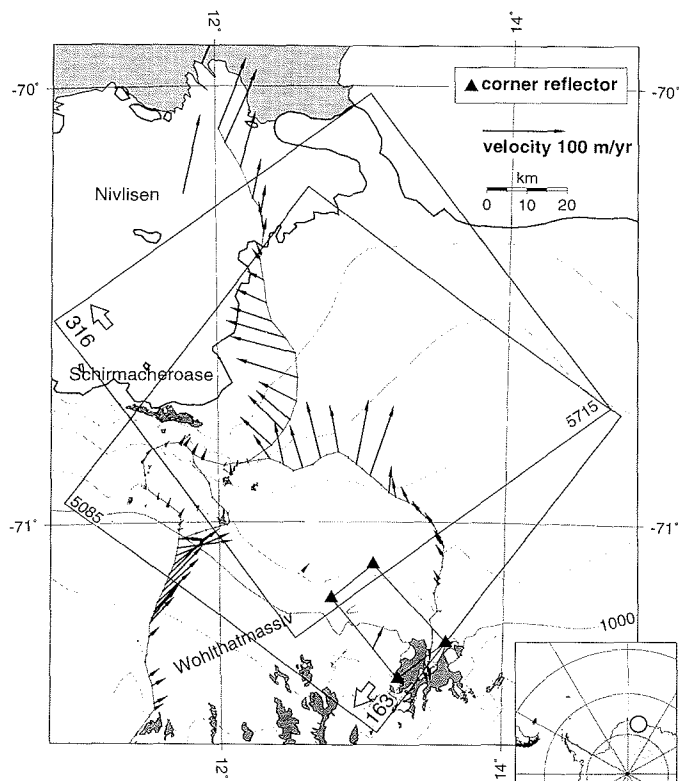 12°
14°
-70°
-70°
▲ corner reflector
velocity 100 m/yr
km
0 10 20
Nivlisen
316
Schirmacheroase
5715
5085
-71°
-71°
1000
Wohlthatmassiv
163
12°
14°